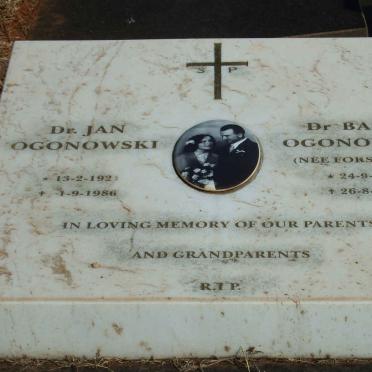 S P
Dr. JAN
OGONOWSKI
* 13-2-192
+ 1-9-1986
Dr BA
OGONO
(NEE FORS
* 24-9-
+ 26-8-
IN LOVING MEMORY OF OUR PARENTS
AND GRANDPARENTS
R.I.P.